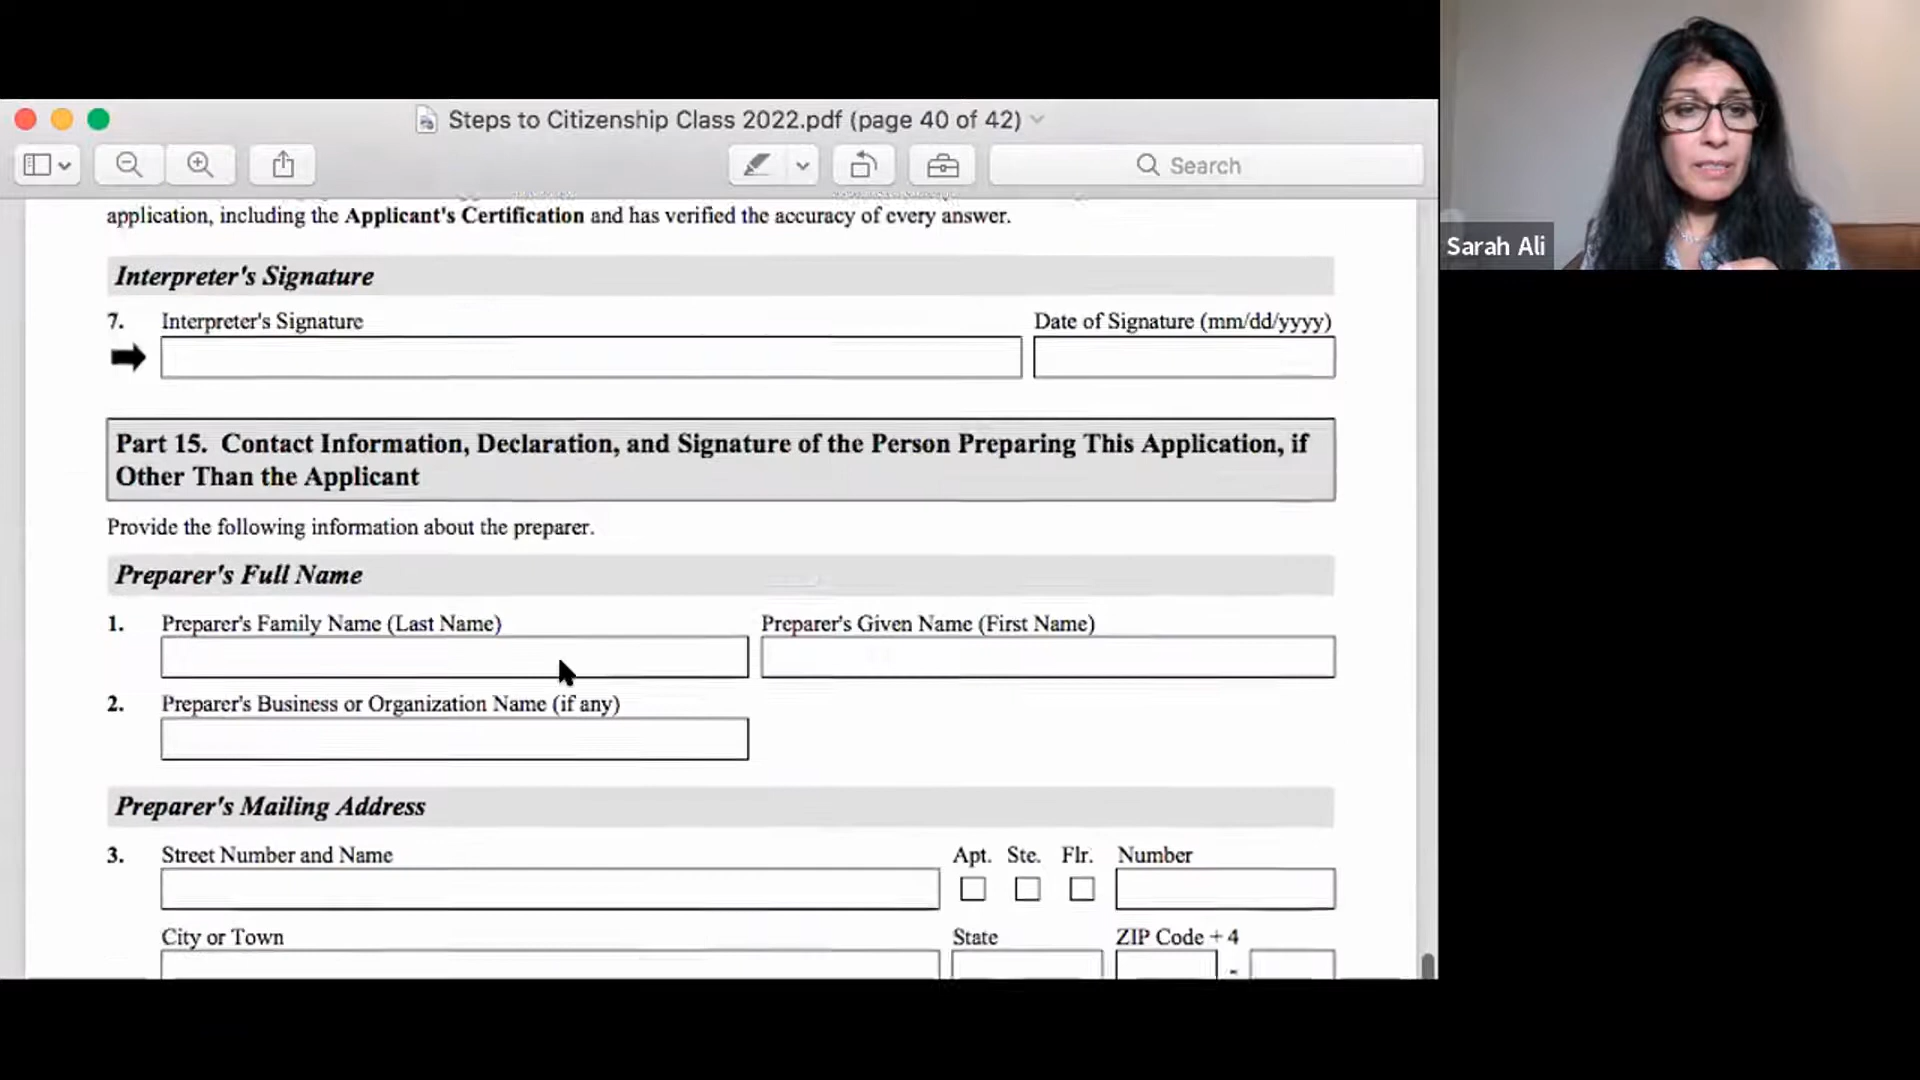 Steps to Citizenship Class 2022.pdf (page 40 of 42)
Search
Sarah Ali
application, including the Applicant's Certification and has verified the accuracy of every answer.
Interpreter's Signature
7. Interpreter's Signature Date of Signature (mm/dd/yyyy)
Part 15. Contact Information, Declaration, and Signature of the Person Preparing This Application, if
Other Than the Applicant
Provide the following information about the preparer.
Preparer's Full Name
1. Preparer's Family Name (Last Name) Preparer's Given Name (First Name)
2. Preparer's Business or Organization Name (if any)
Preparer's Mailing Address
3. Street Number and Name Apt. Ste. Flr. Number
City or Town State ZIP Code + 4
-